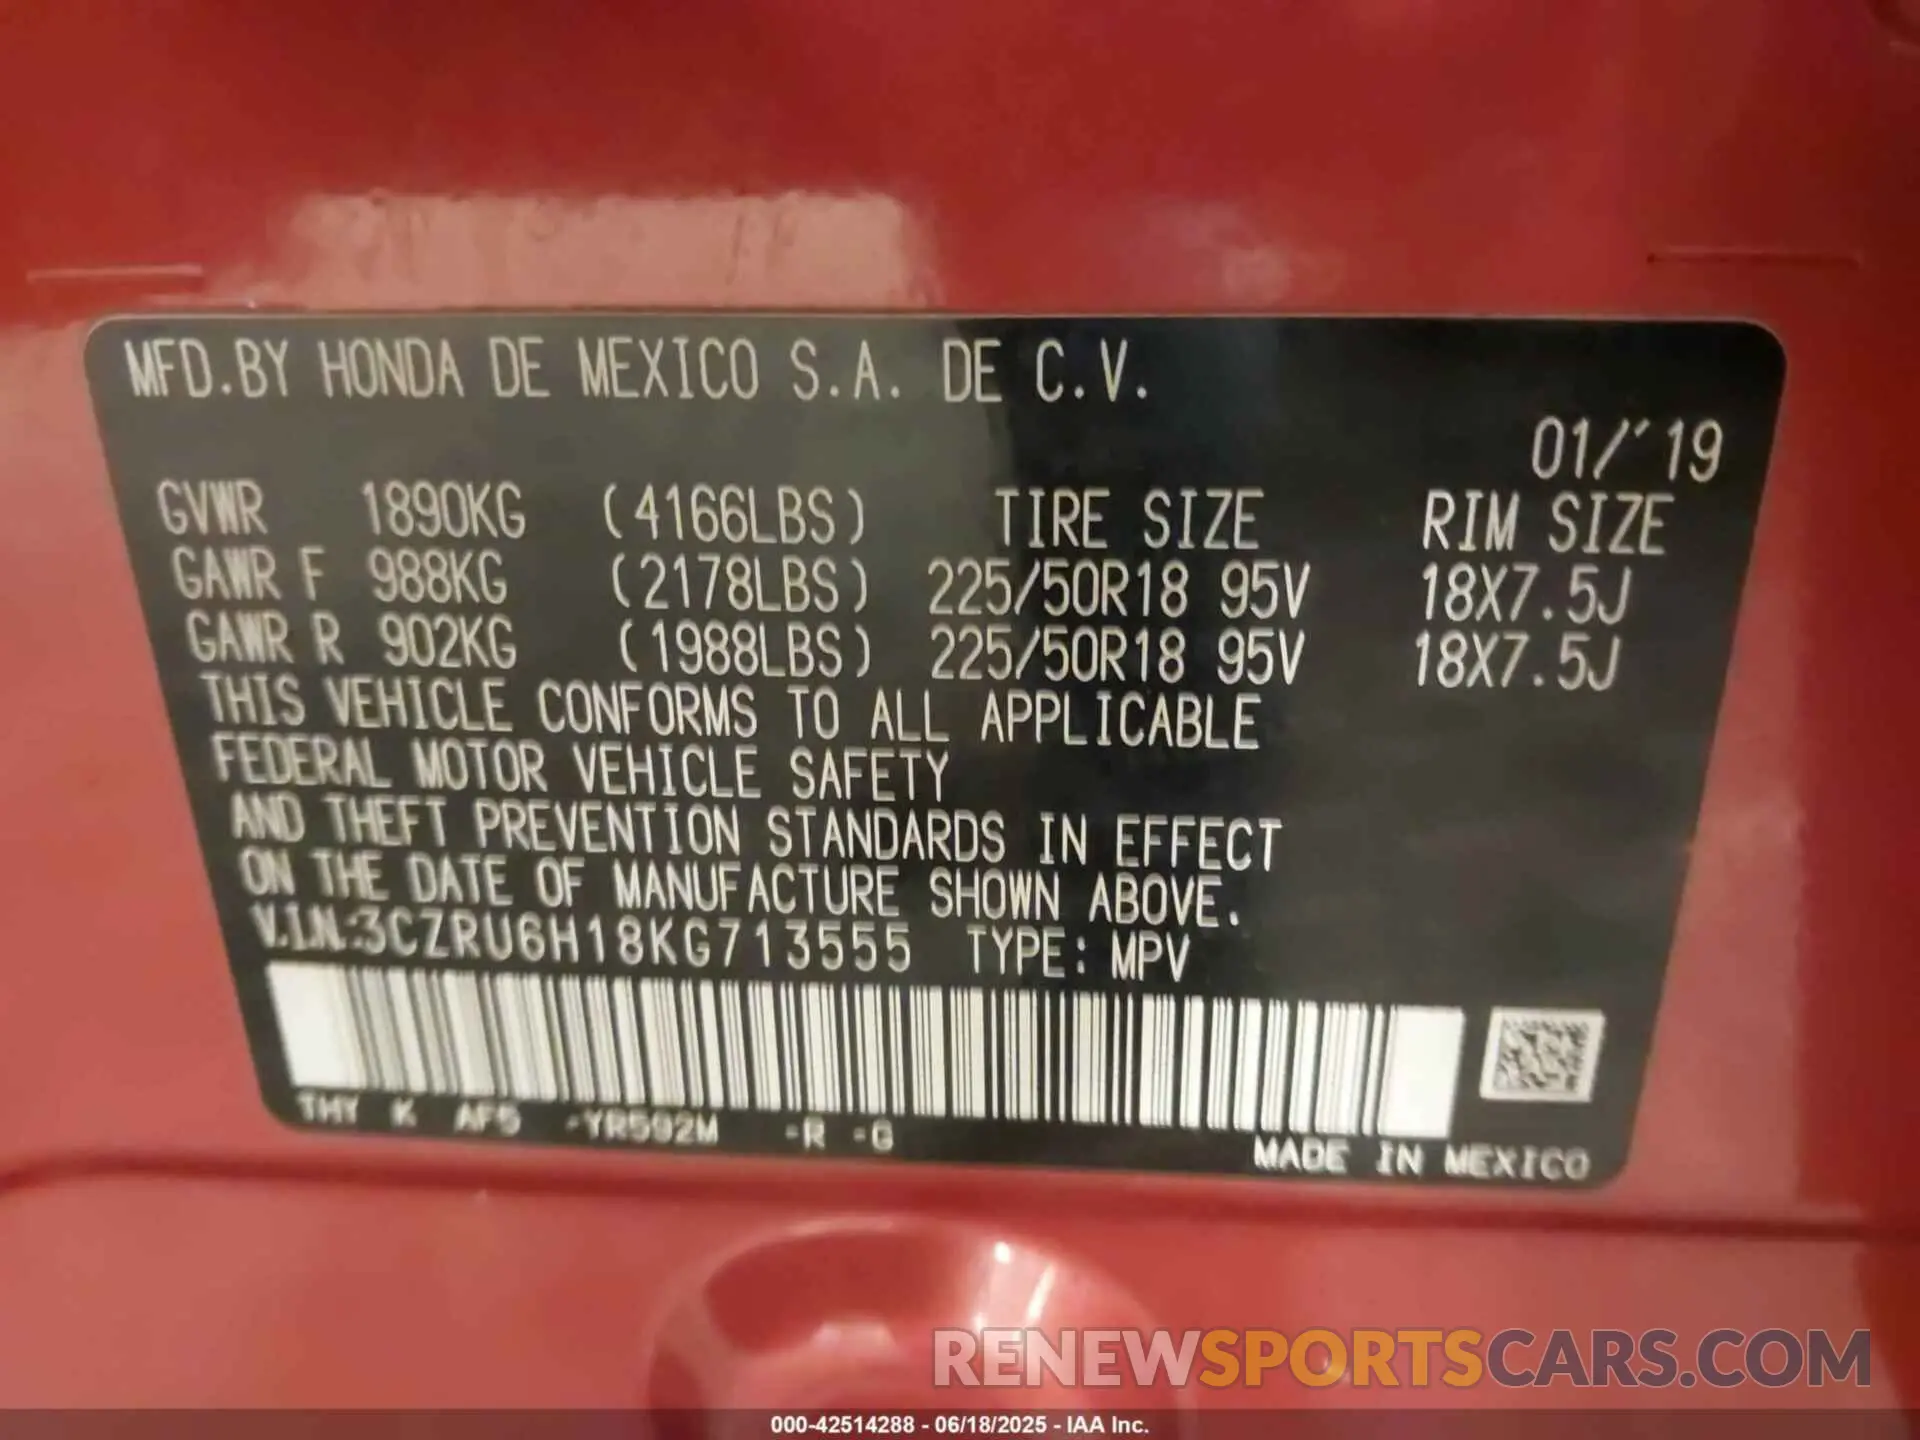 MFD.BY HONDA DE MEXICO S.A. DE C.V.
01/'19
GVWR 1890KG (4166LBS) TIRE SIZE RIM SIZE
GAWR F 988KG (2178LBS) 225/50R18 95V 18X7.5J
GAWR R 902KG (1988LBS) 225/50R18 95V 18X7.5J
THIS VEHICLE CONFORMS TO ALL APPLICABLE
FEDERAL MOTOR VEHICLE SAFETY
AND THEFT PREVENTION STANDARDS IN EFFECT
ON THE DATE OF MANUFACTURE SHOWN ABOVE.
V.I.N:3CZRU6H18KG713555 TYPE: MPV
THY K AF5 -YR592M -R -G
MADE IN MEXICO
RENEWSPORTSCARS.COM
000-42514288 - 06/18/2025 - IAA Inc.